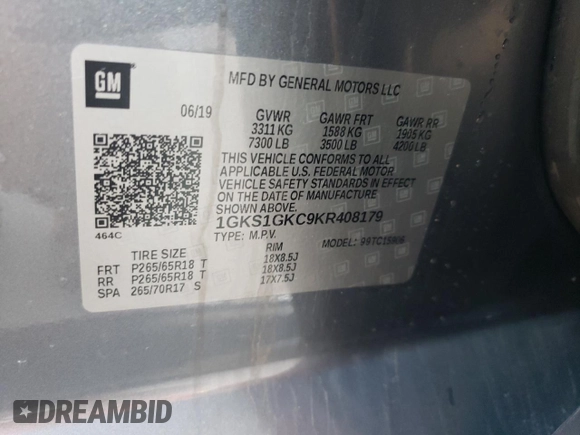 GM
MFD BY GENERAL MOTORS LLC
06/19 GVWR GAWR FRT GAWR RR
3311 KG 1588 KG 1905 KG
7300 LB 3500 LB 4200 LB
THIS VEHICLE CONFORMS TO ALL
APPLICABLE U.S. FEDERAL MOTOR
VEHICLE SAFETY STANDARDS IN EFFECT
ON THE DATE OF MANUFACTURE
SHOWN ABOVE.
1GKS1GKC9KR408179
464C
TYPE: M.P.V. MODEL:
TIRE SIZE RIM
FRT P265/65R18 T 18X8.5J
RR P265/65R18 T 18X8.5J
SPA 265/70R17 S 17X7.5J
DREAMBID